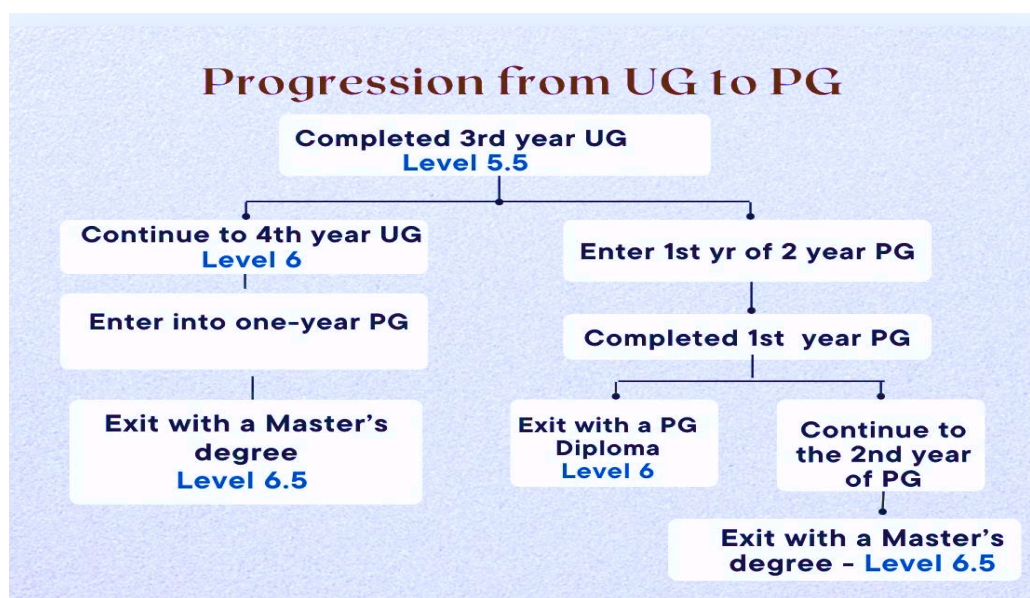 Progression from UG to PG
Completed 3rd year UG
Level 5.5
Continue to 4th year UG
Level 6
Enter into one-year PG
Exit with a Master's
degree
Level 6.5
Enter 1st yr of 2 year PG
Completed 1st year PG
Exit with a PG
Diploma
Level 6
Continue to
the 2nd year
of PG
Exit with a Master's
degree - Level 6.5